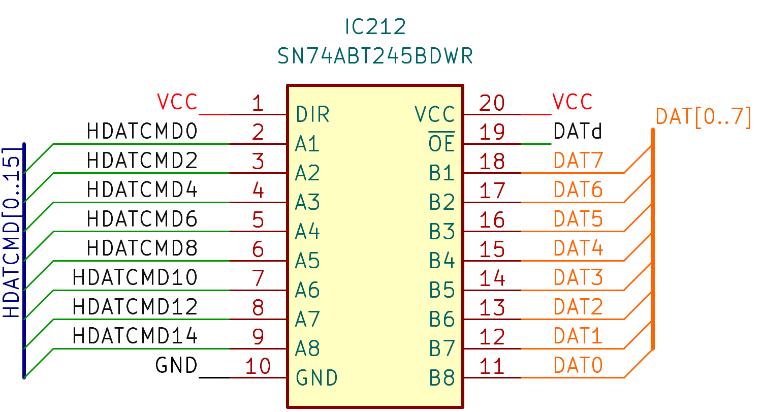 IC212
SN74ABT245BDWR
VCC 1 DIR VCC 20 VCC
HDATCMD0 2 A1 OE 19 DATd
HDATCMD2 3 A2 B1 18 DAT7
HDATCMD4 4 A3 B2 17 DAT6
HDATCMD6 5 A4 B3 16 DAT5
HDATCMD8 6 A5 B4 15 DAT4
HDATCMD10 7 A6 B5 14 DAT3
HDATCMD12 8 A7 B6 13 DAT2
HDATCMD14 9 A8 B7 12 DAT1
GND 10 GND B8 11 DAT0
HDATCMD[0..15]
DAT[0..7]